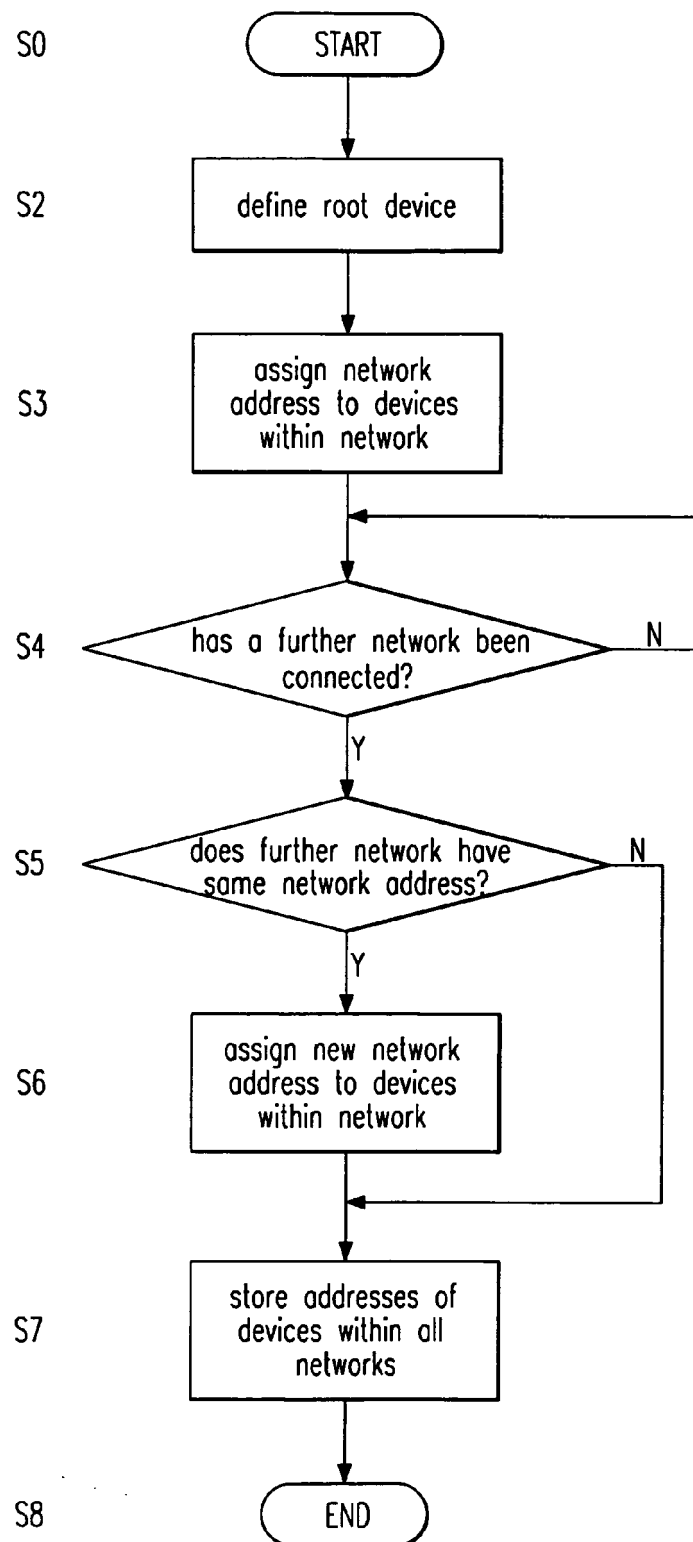 S0 START
S2 define root device
S3 assign network
address to devices
within network
S4 has a further network been
connected?
N
Y
S5 does further network have
same network address?
N
Y
S6 assign new network
address to devices
within network
S7 store addresses of
devices within all
networks
S8 END